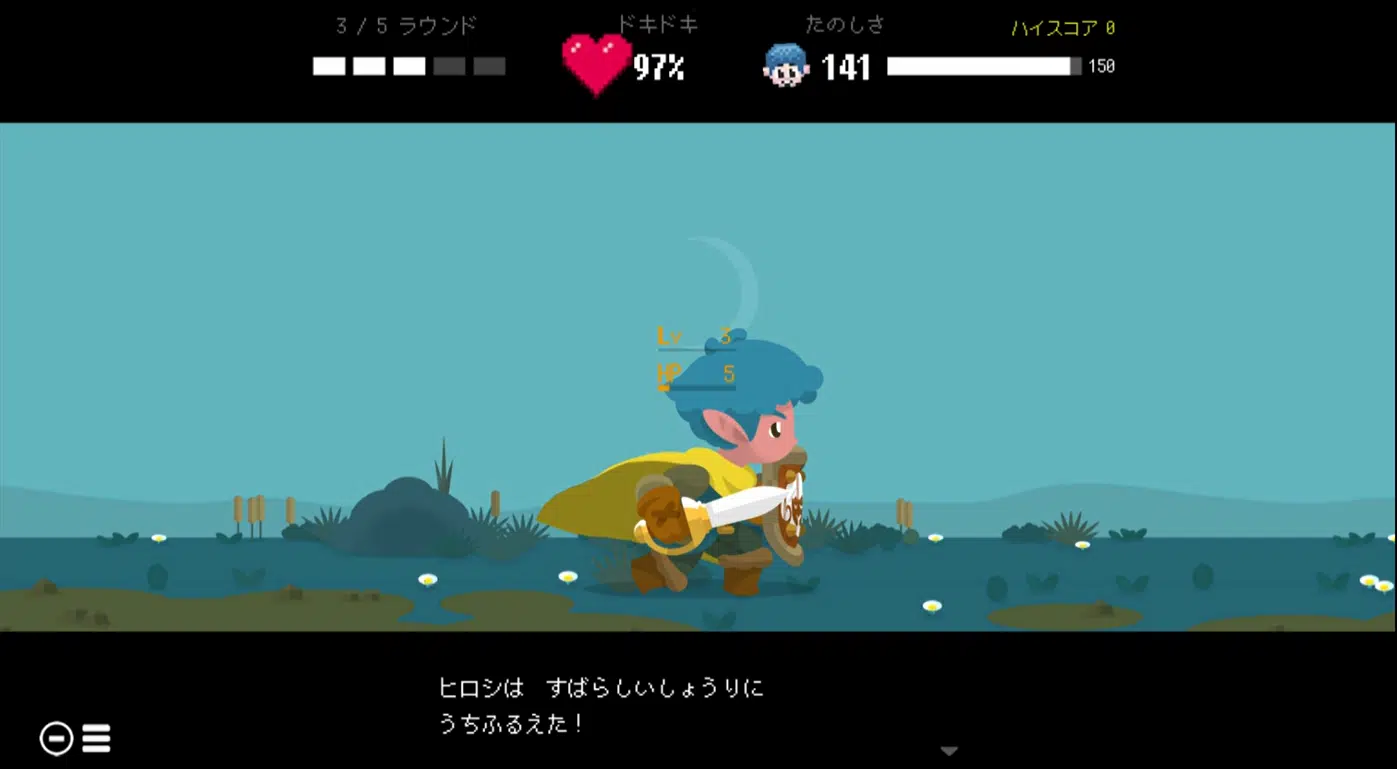 3 / 5 ラウンド
ドキドキ
たのしさ
ハイスコア 0
97%
141
150
Lv 3
HP 5
ヒロシは すばらしいしょうりに
うちふるえた！